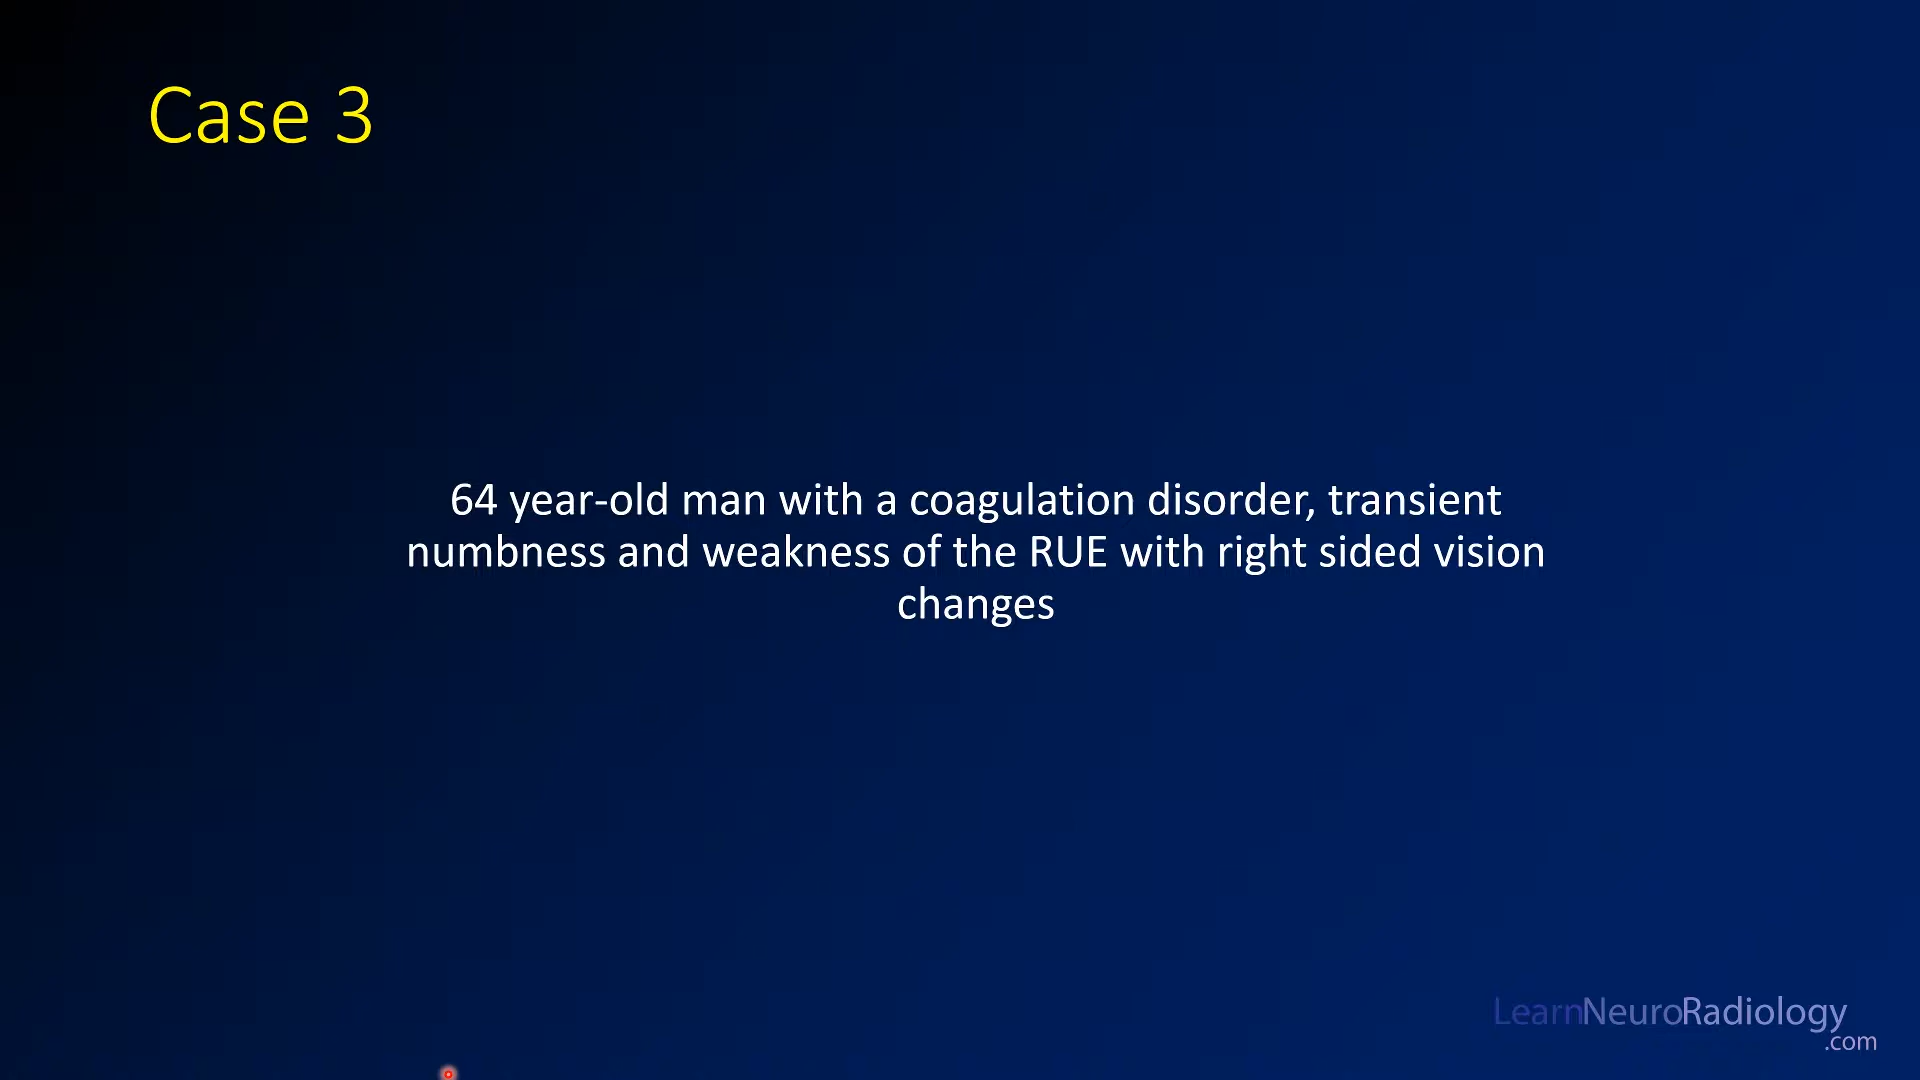 Case 3
64 year-old man with a coagulation disorder, transient
numbness and weakness of the RUE with right sided vision
changes
LearnNeuroRadiology
.com